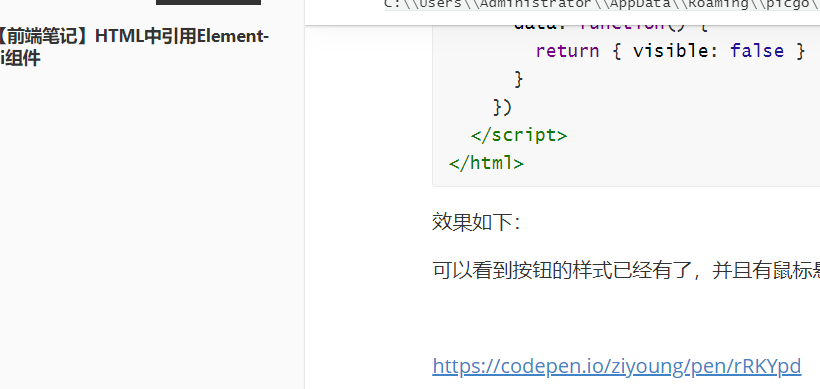 C:\\Users\\Administrator\\AppData\\Roaming\\picgo\
【前端笔记】HTML中引用Element-
i组件
data: function() {
return { visible: false }
}
})
</script>
</html>
效果如下：
可以看到按钮的样式已经有了，并且有鼠标悬
https://codepen.io/ziyoung/pen/rRKYpd